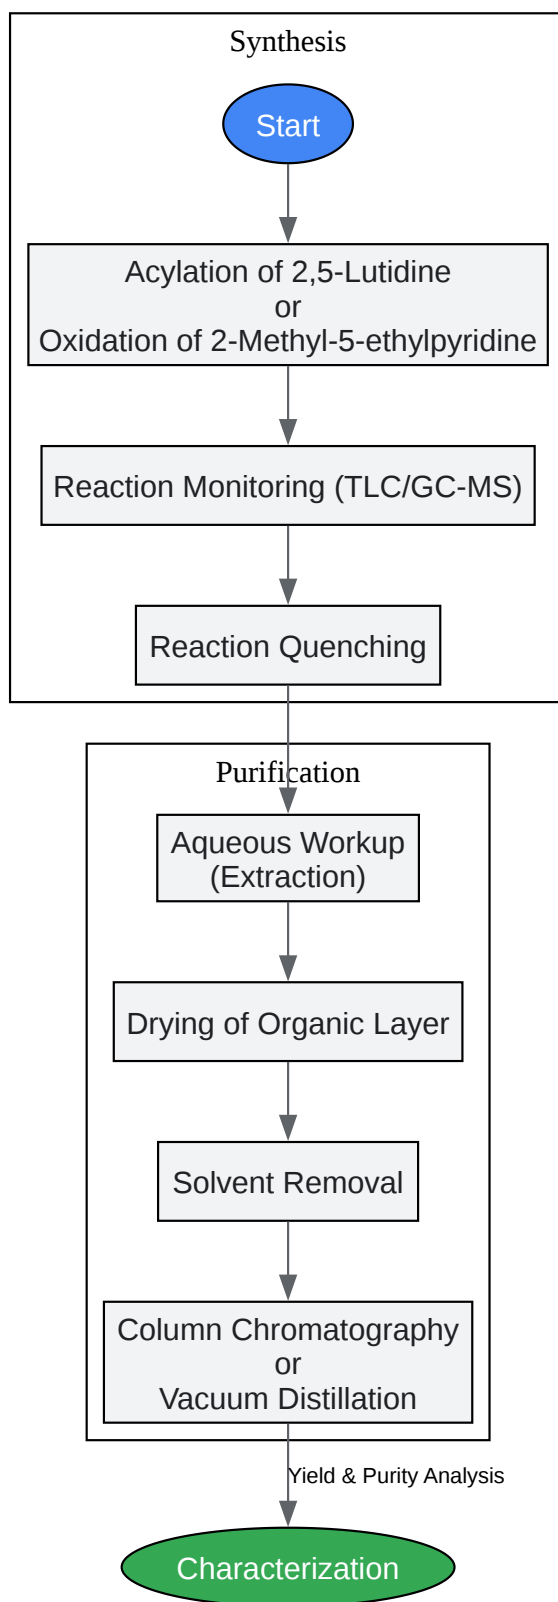 Synthesis
Start
Acylation of 2,5-Lutidine
or
Oxidation of 2-Methyl-5-ethylpyridine
Reaction Monitoring (TLC/GC-MS)
Reaction Quenching
Purification
Aqueous Workup
(Extraction)
Drying of Organic Layer
Solvent Removal
Column Chromatography
or
Vacuum Distillation
Yield & Purity Analysis
Characterization